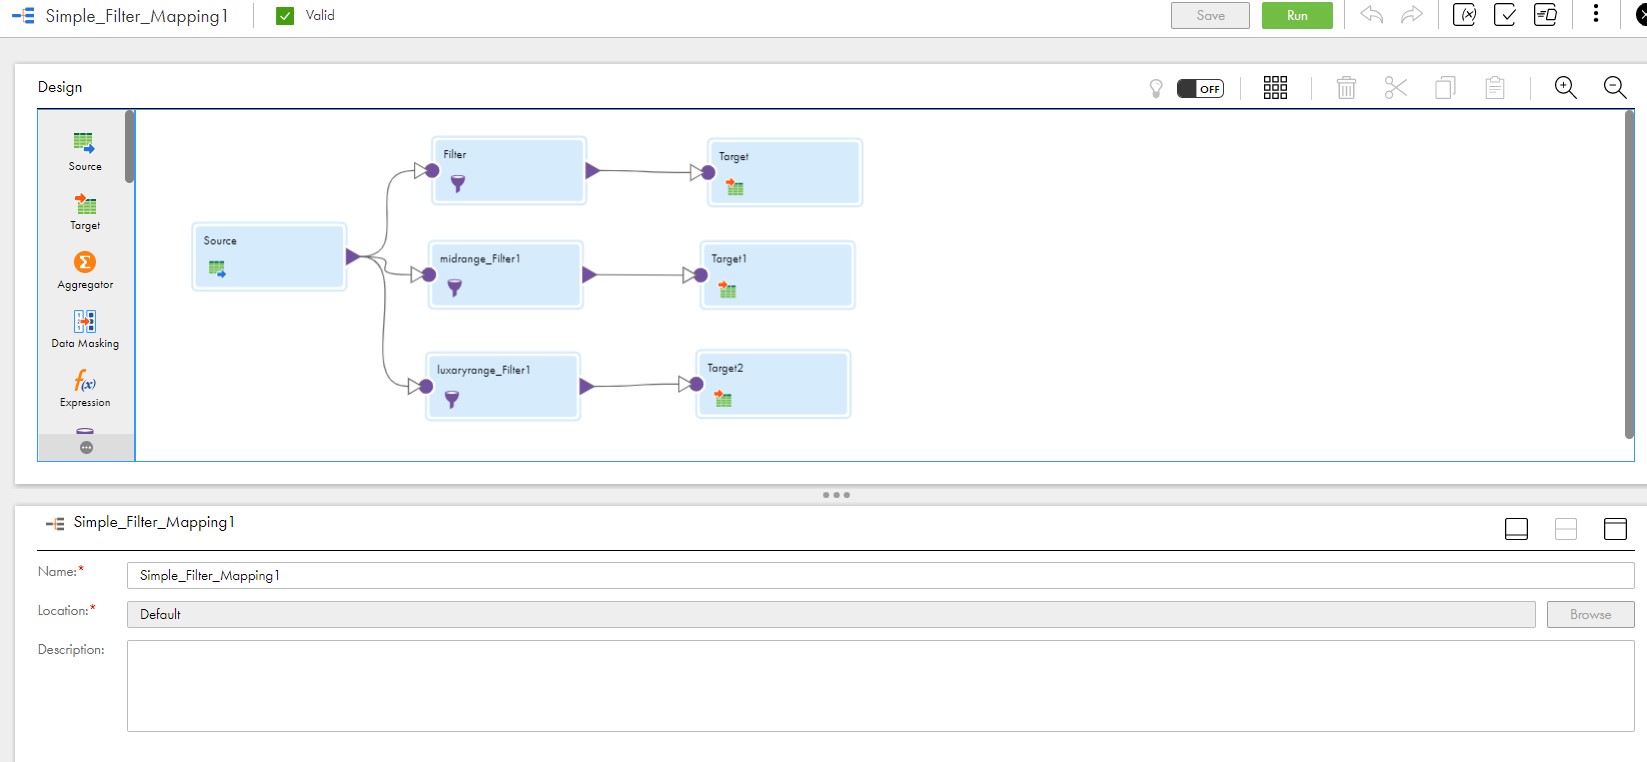 Simple_Filter_Mapping1
Valid
Save
Run
Design
OFF
Source
Target
Aggregator
Data Masking
Expression
Source
Filter
Target
midrange_Filter1
Target1
luxaryrange_Filter1
Target2
Simple_Filter_Mapping1
Name:*
Simple_Filter_Mapping1
Location:*
Default
Browse
Description: